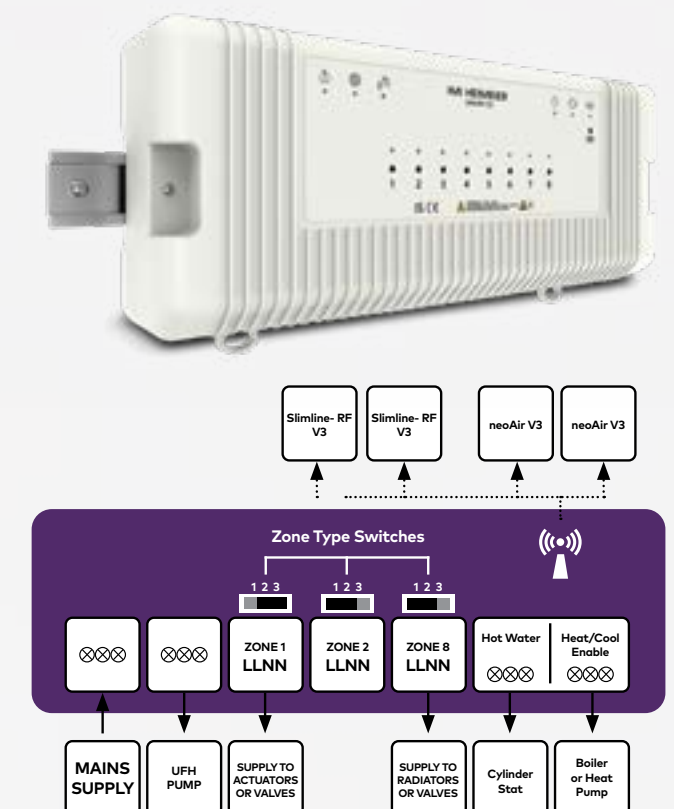 IMI HEIMEIER
1 2 3 4 5 6 7 8
Slimline- RF
V3
Slimline- RF
V3
neoAir V3
neoAir V3
Zone Type Switches
1 2 3
1 2 3
1 2 3
ZONE 1
LLNN
ZONE 2
LLNN
ZONE 8
LLNN
Hot Water
Heat/Cool
Enable
MAINS
SUPPLY
UFH
PUMP
SUPPLY TO
ACTUATORS
OR VALVES
SUPPLY TO
RADIATORS
OR VALVES
Cylinder
Stat
Boiler
or Heat
Pump